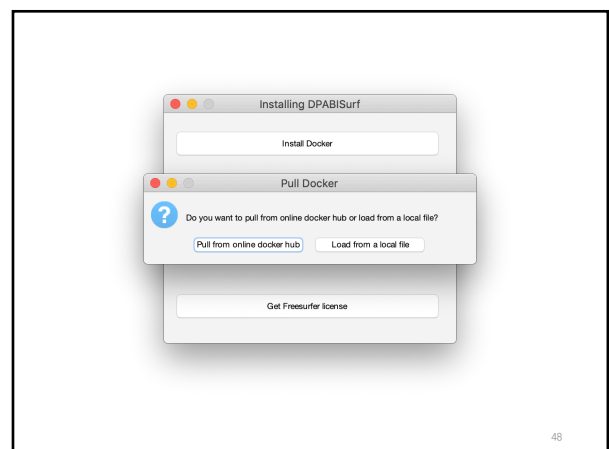 Installing DPABISurf
Install Docker
Pull Docker
Do you want to pull from online docker hub or load from a local file?
Pull from online docker hub
Load from a local file
Get Freesurfer license
48